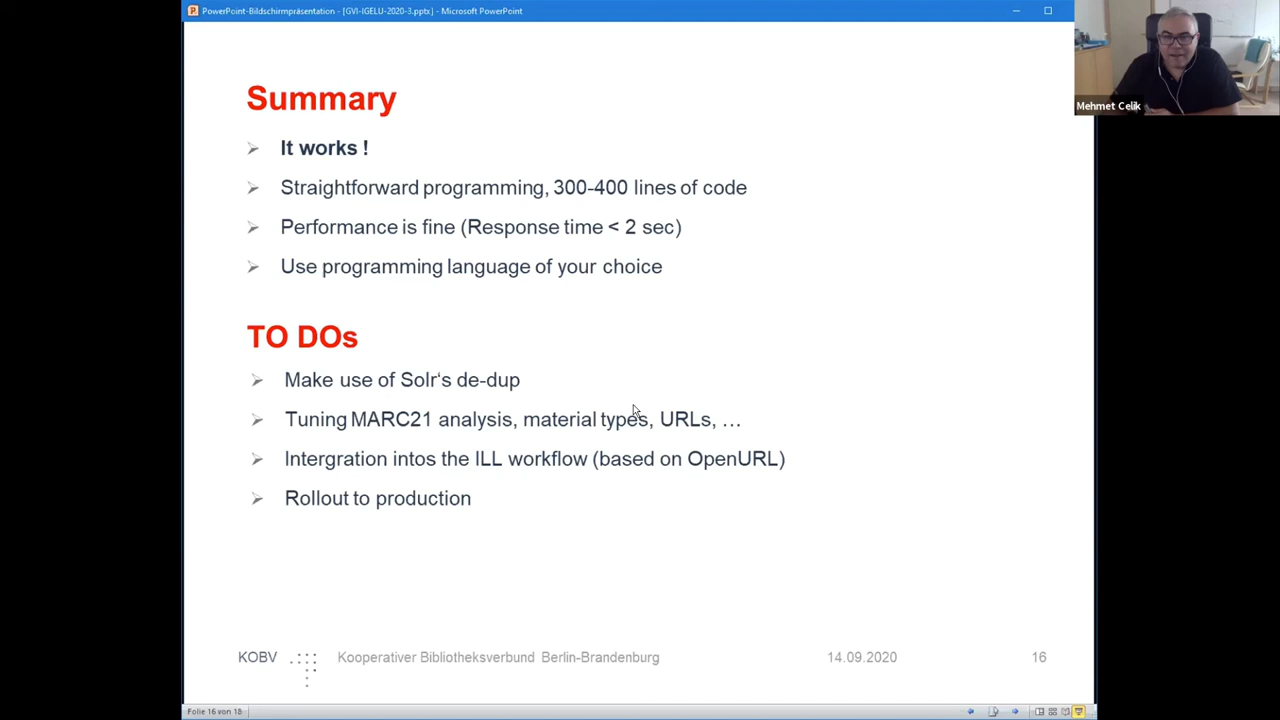 PowerPoint-Bildschirmpräsentation - [GVI-IGELU-2020-3.pptx] - Microsoft PowerPoint
Mehmet Celik
Summary
It works !
Straightforward programming, 300-400 lines of code
Performance is fine (Response time < 2 sec)
Use programming language of your choice
TO DOs
Make use of Solr‘s de-dup
Tuning MARC21 analysis, material types, URLs, …
Intergration intos the ILL workflow (based on OpenURL)
Rollout to production
KOBV Kooperativer Bibliotheksverbund Berlin-Brandenburg 14.09.2020 16
Folie 16 von 18